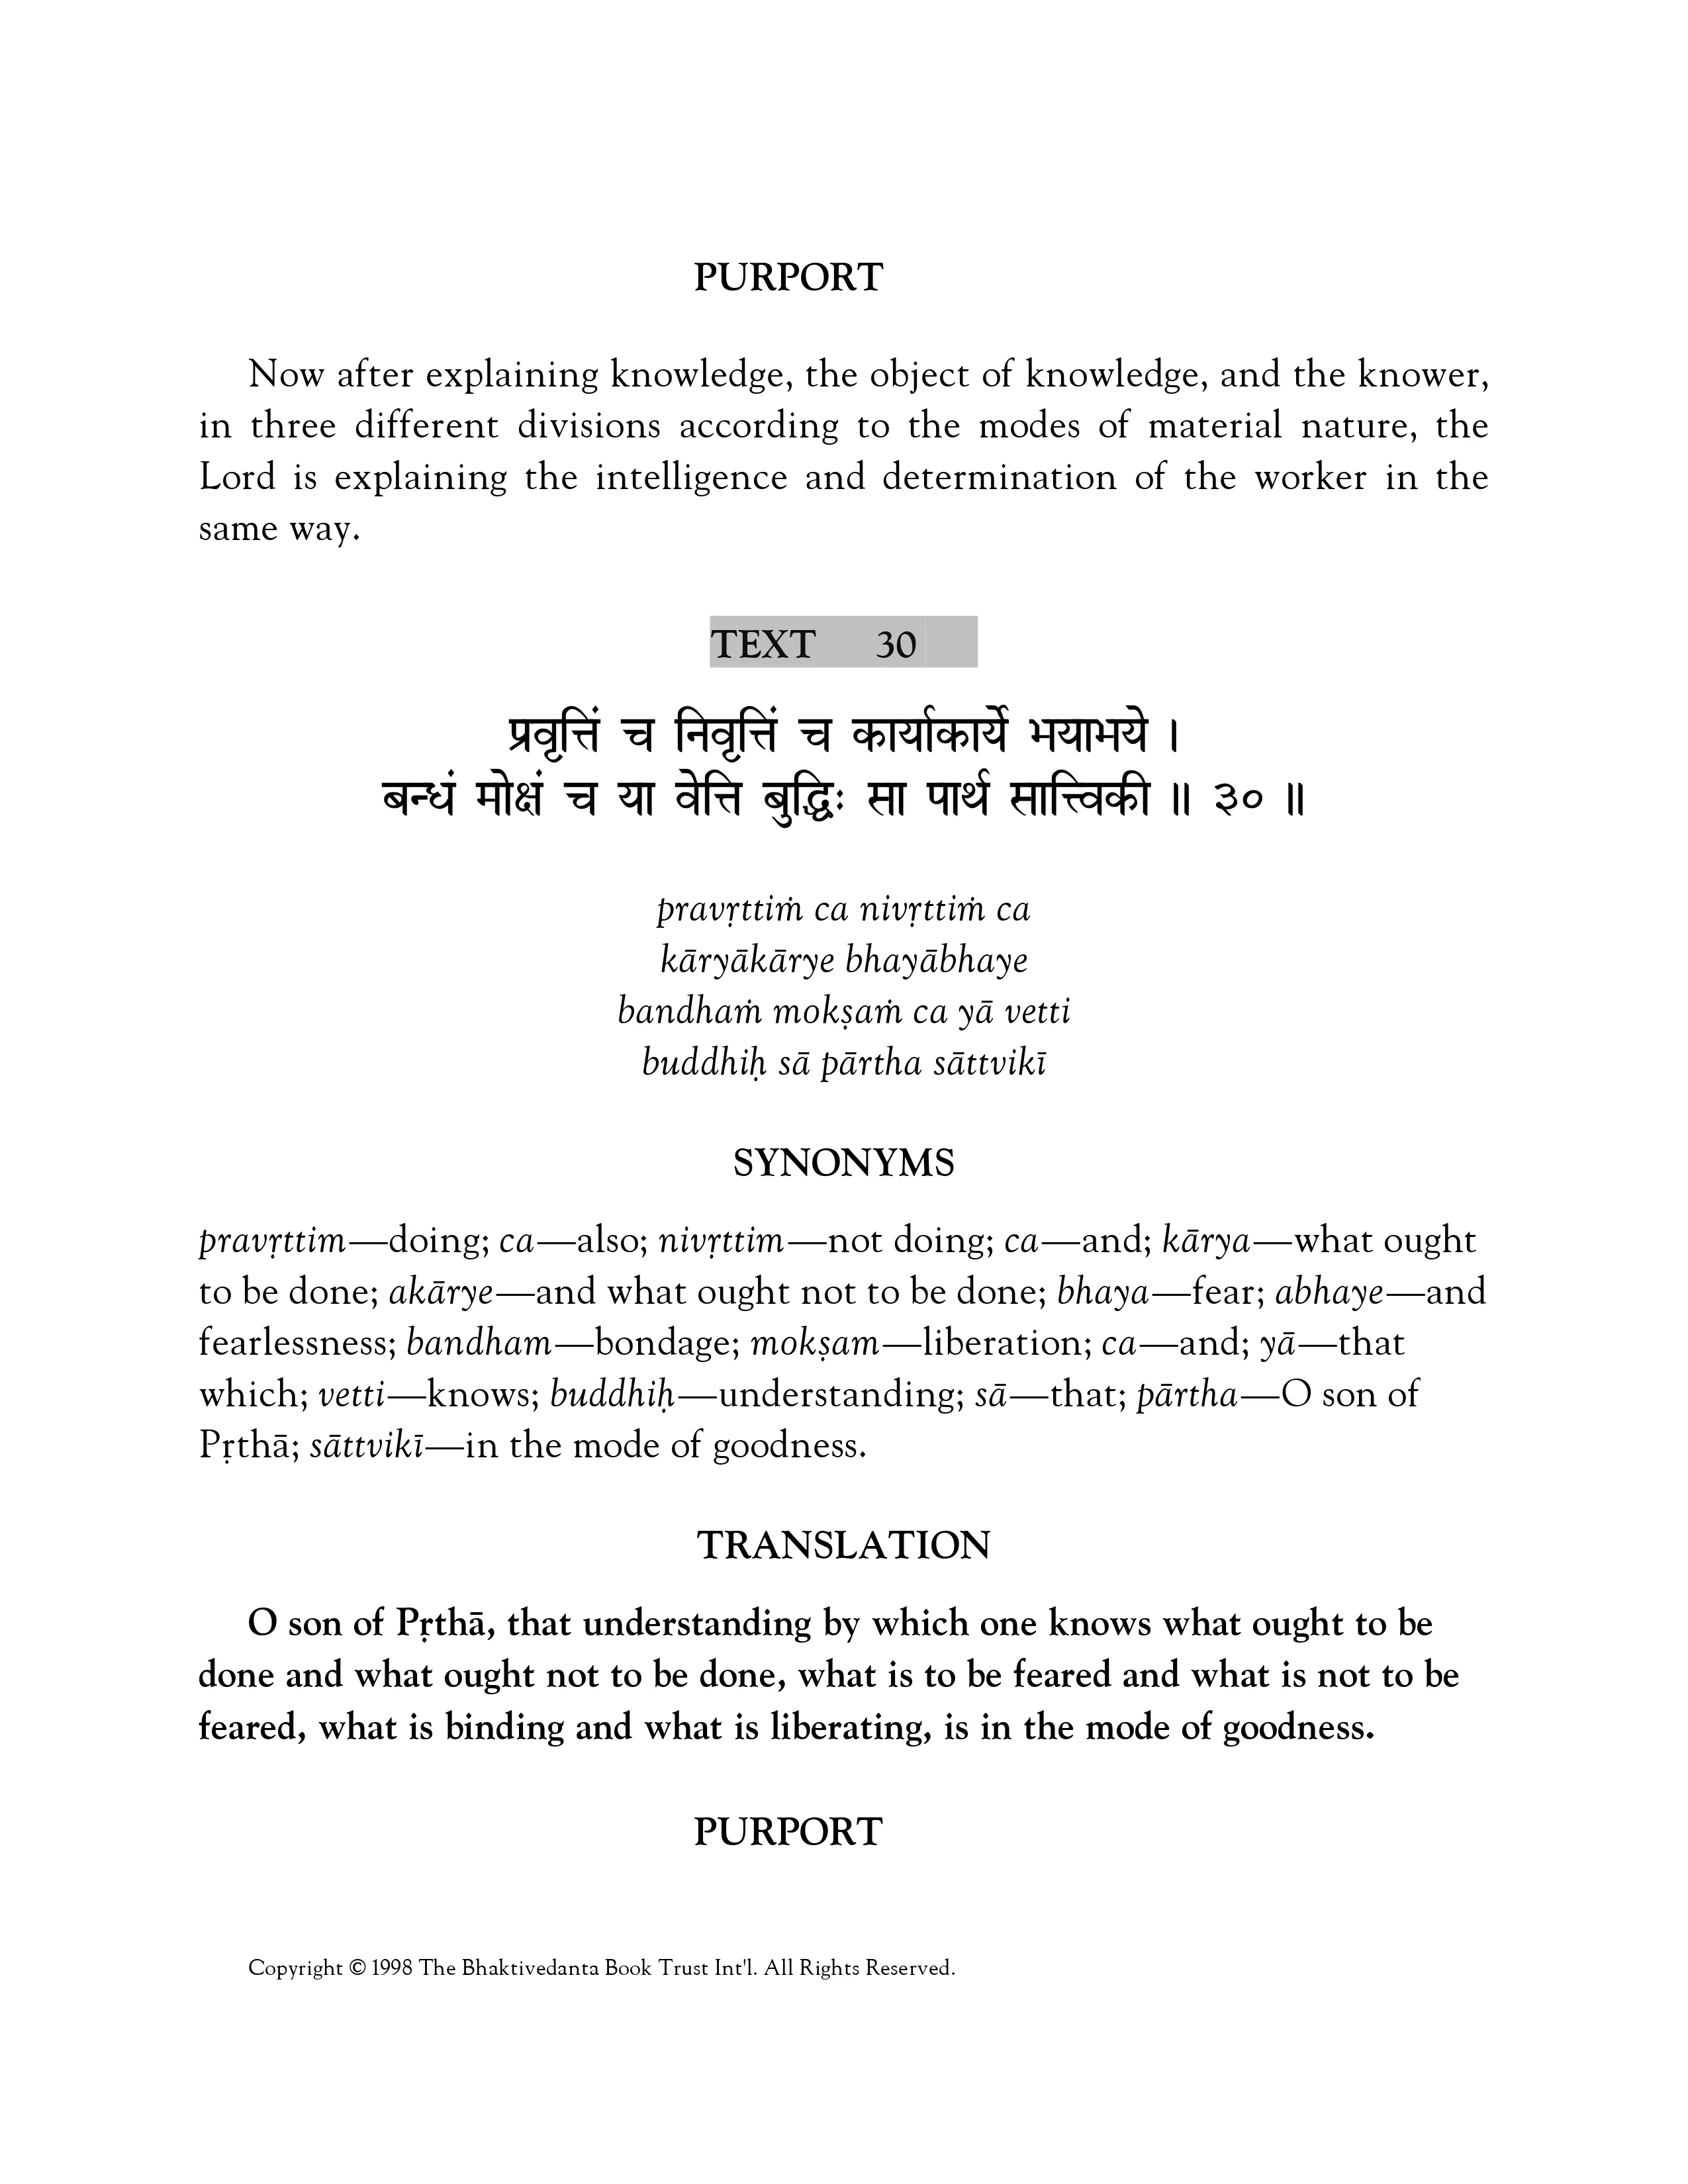 PURPORT
Now after explaining knowledge, the object of knowledge, and the knower,
in three different divisions according to the modes of material nature, the
Lord is explaining the intelligence and determination of the worker in the
same way.
TEXT 30
प्रवृत्तिं च निवृत्तिं च कार्याकार्ये भयाभये ।
बन्धं मोक्षं च या वेत्ति बुद्धिः सा पार्थ सात्त्विकी ॥ ३० ॥
pravṛttiṁ ca nivṛttiṁ ca
kāryākārye bhayābhaye
bandhaṁ mokṣaṁ ca yā vetti
buddhiḥ sā pārtha sāttvikī
SYNONYMS
pravṛttim—doing; ca—also; nivṛttim—not doing; ca—and; kārya—what ought
to be done; akārye—and what ought not to be done; bhaya—fear; abhaye—and
fearlessness; bandham—bondage; mokṣam—liberation; ca—and; yā—that
which; vetti—knows; buddhiḥ—understanding; sā—that; pārtha—O son of
Pṛthā; sāttvikī—in the mode of goodness.
TRANSLATION
O son of Pṛthā, that understanding by which one knows what ought to be
done and what ought not to be done, what is to be feared and what is not to be
feared, what is binding and what is liberating, is in the mode of goodness.
PURPORT
Copyright © 1998 The Bhaktivedanta Book Trust Int'l. All Rights Reserved.